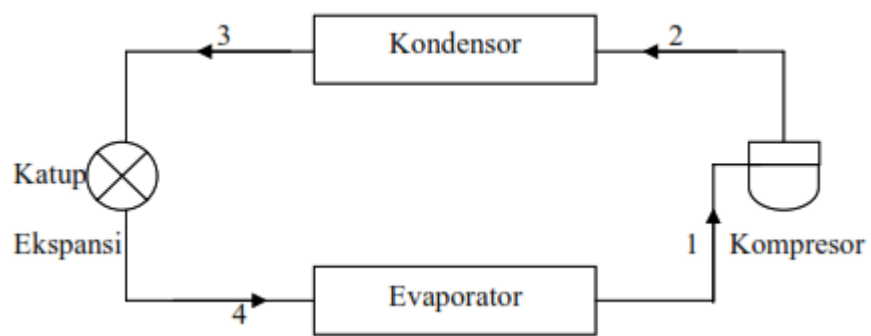 3
Kondensor
2
Katup
Ekspansi
1
Kompresor
4
Evaporator